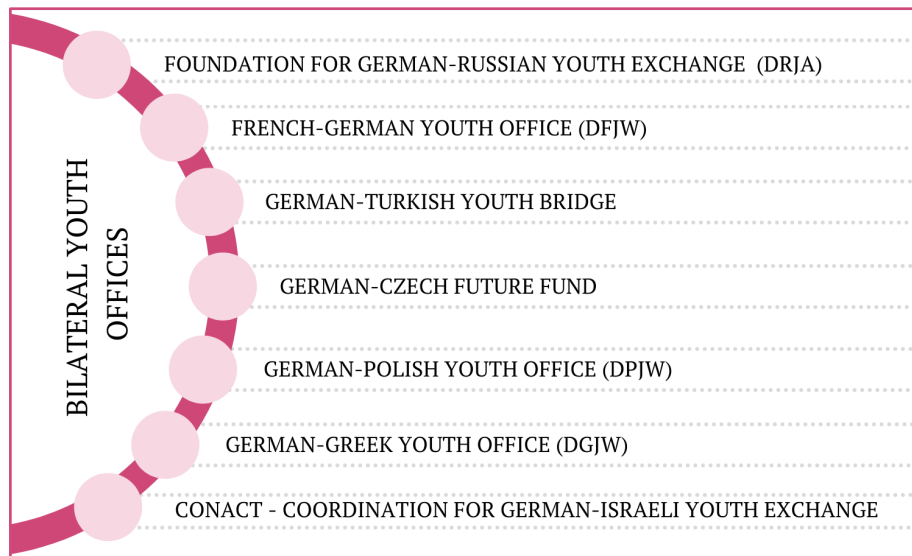 BILATERAL YOUTH
OFFICES
FOUNDATION FOR GERMAN-RUSSIAN YOUTH EXCHANGE (DRJA)
FRENCH-GERMAN YOUTH OFFICE (DFJW)
GERMAN-TURKISH YOUTH BRIDGE
GERMAN-CZECH FUTURE FUND
GERMAN-POLISH YOUTH OFFICE (DPJW)
GERMAN-GREEK YOUTH OFFICE (DGJW)
CONACT - COORDINATION FOR GERMAN-ISRAELI YOUTH EXCHANGE